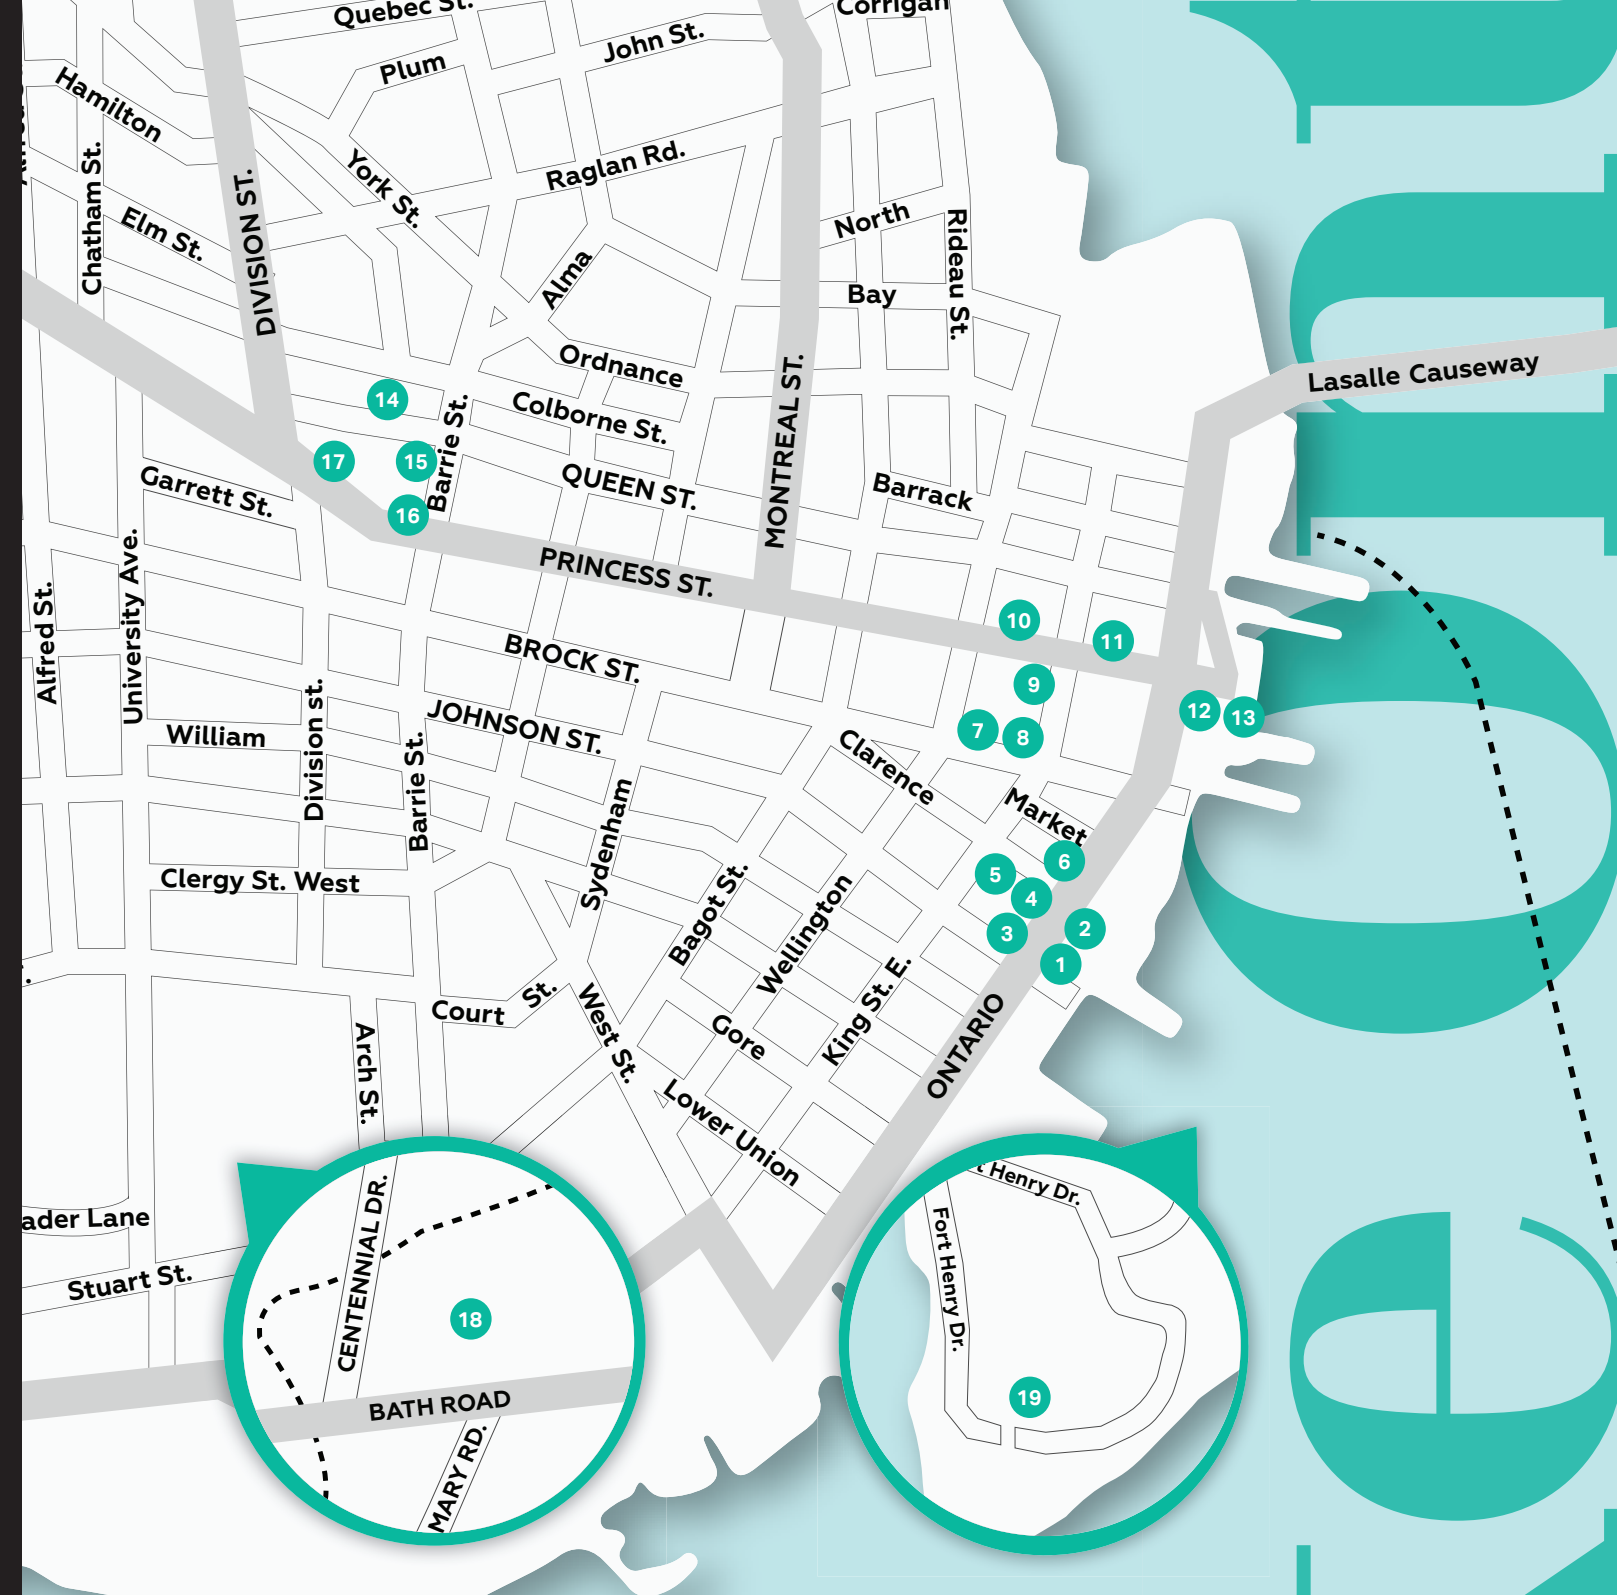 Quebec St.
Corrigan
John St.
Plum
Hamilton
Chatham St.
York St.
Raglan Rd.
Elm St.
DIVISION ST.
North
Rideau St.
Alma
Bay
Ordnance
Lasalle Causeway
MONTREAL ST.
14
Colborne St.
Barrie St.
17
15
Garrett St.
QUEEN ST.
Barrack
16
PRINCESS ST.
University Ave.
Alfred St.
10
11
BROCK ST.
9
Division st.
JOHNSON ST.
7
8
12
13
William
Barrie St.
Clarence
Market
Sydenham
6
5
4
Clergy St. West
Bagot St.
Wellington
3
2
1
King St. E.
Court St.
West St.
Gore
ONTARIO
Arch St.
Lower Union
ader Lane
Stuart St.
CENTENNIAL DR.
18
BATH ROAD
MARY RD.
t Henry Dr.
Fort Henry Dr.
19